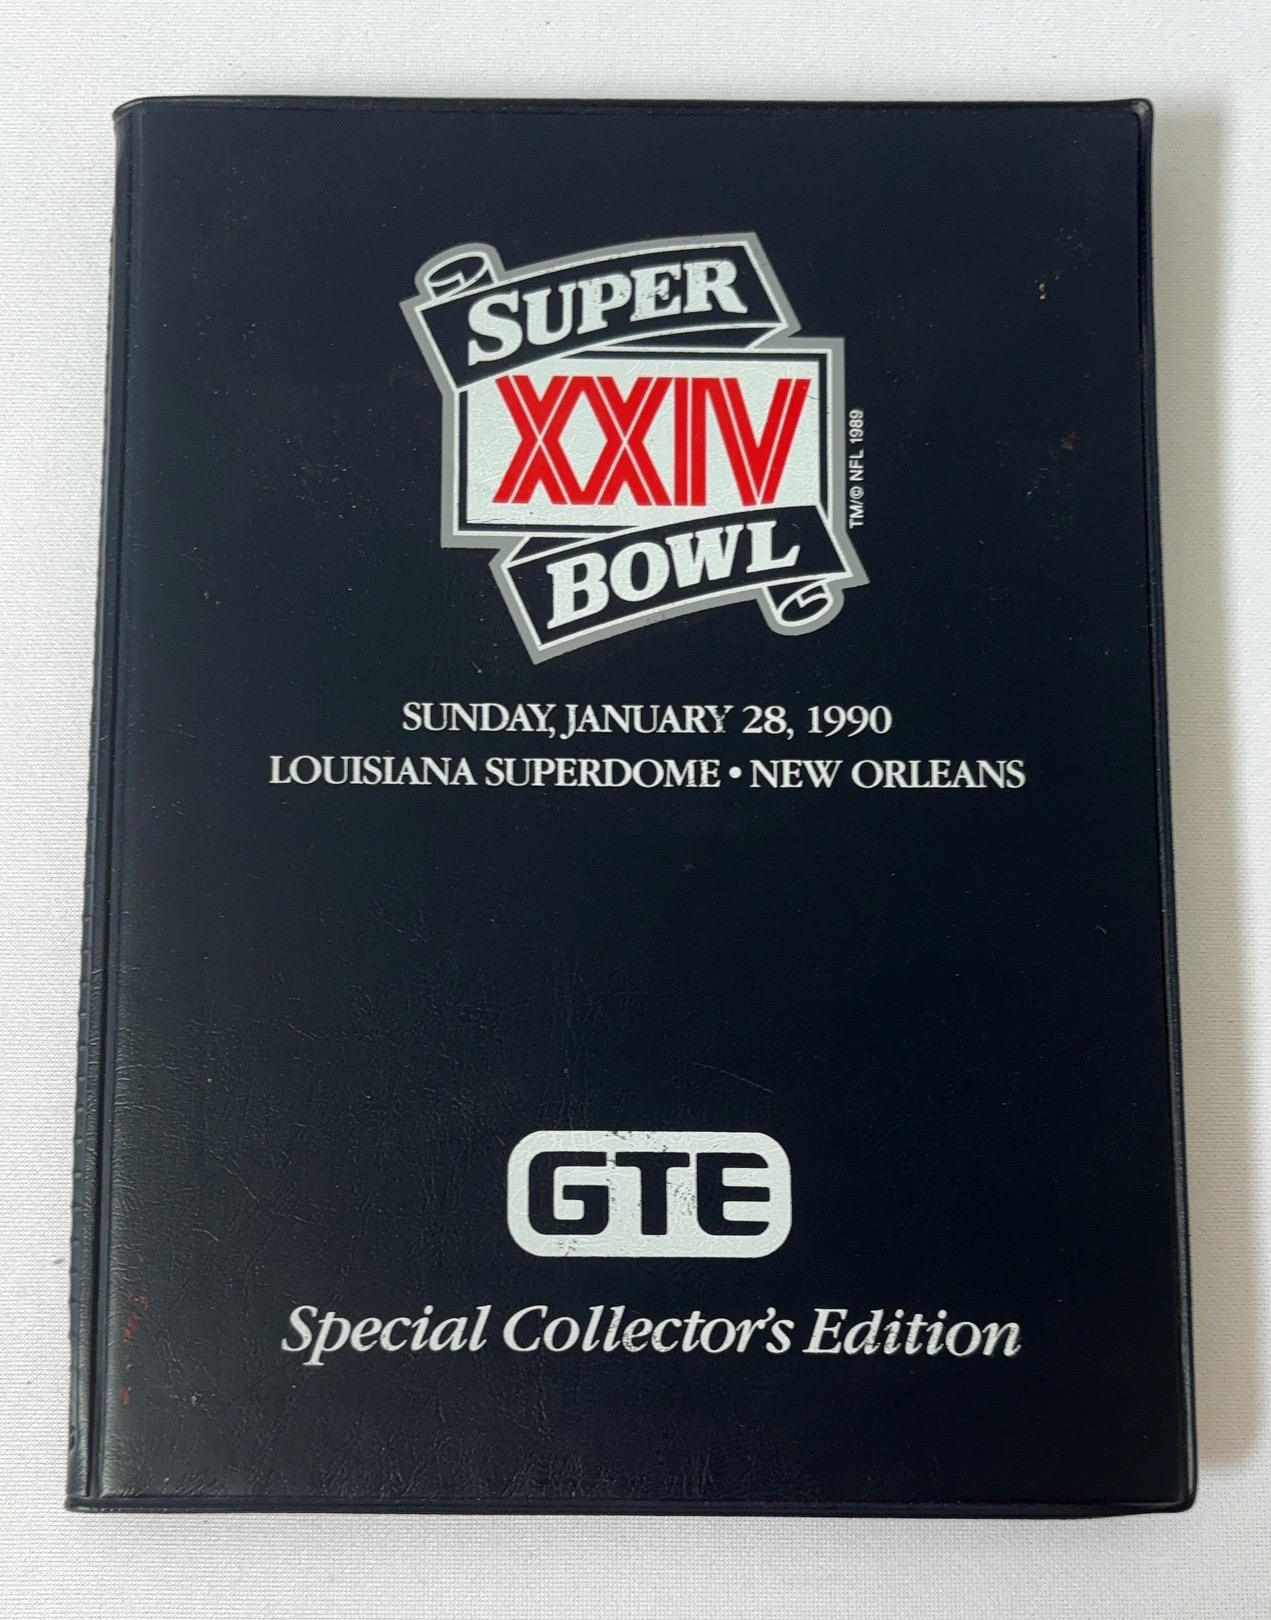 SUPER
XXIV
BOWL
TM/© NFL 1989
SUNDAY, JANUARY 28, 1990
LOUISIANA SUPERDOME • NEW ORLEANS
GTE
Special Collector's Edition